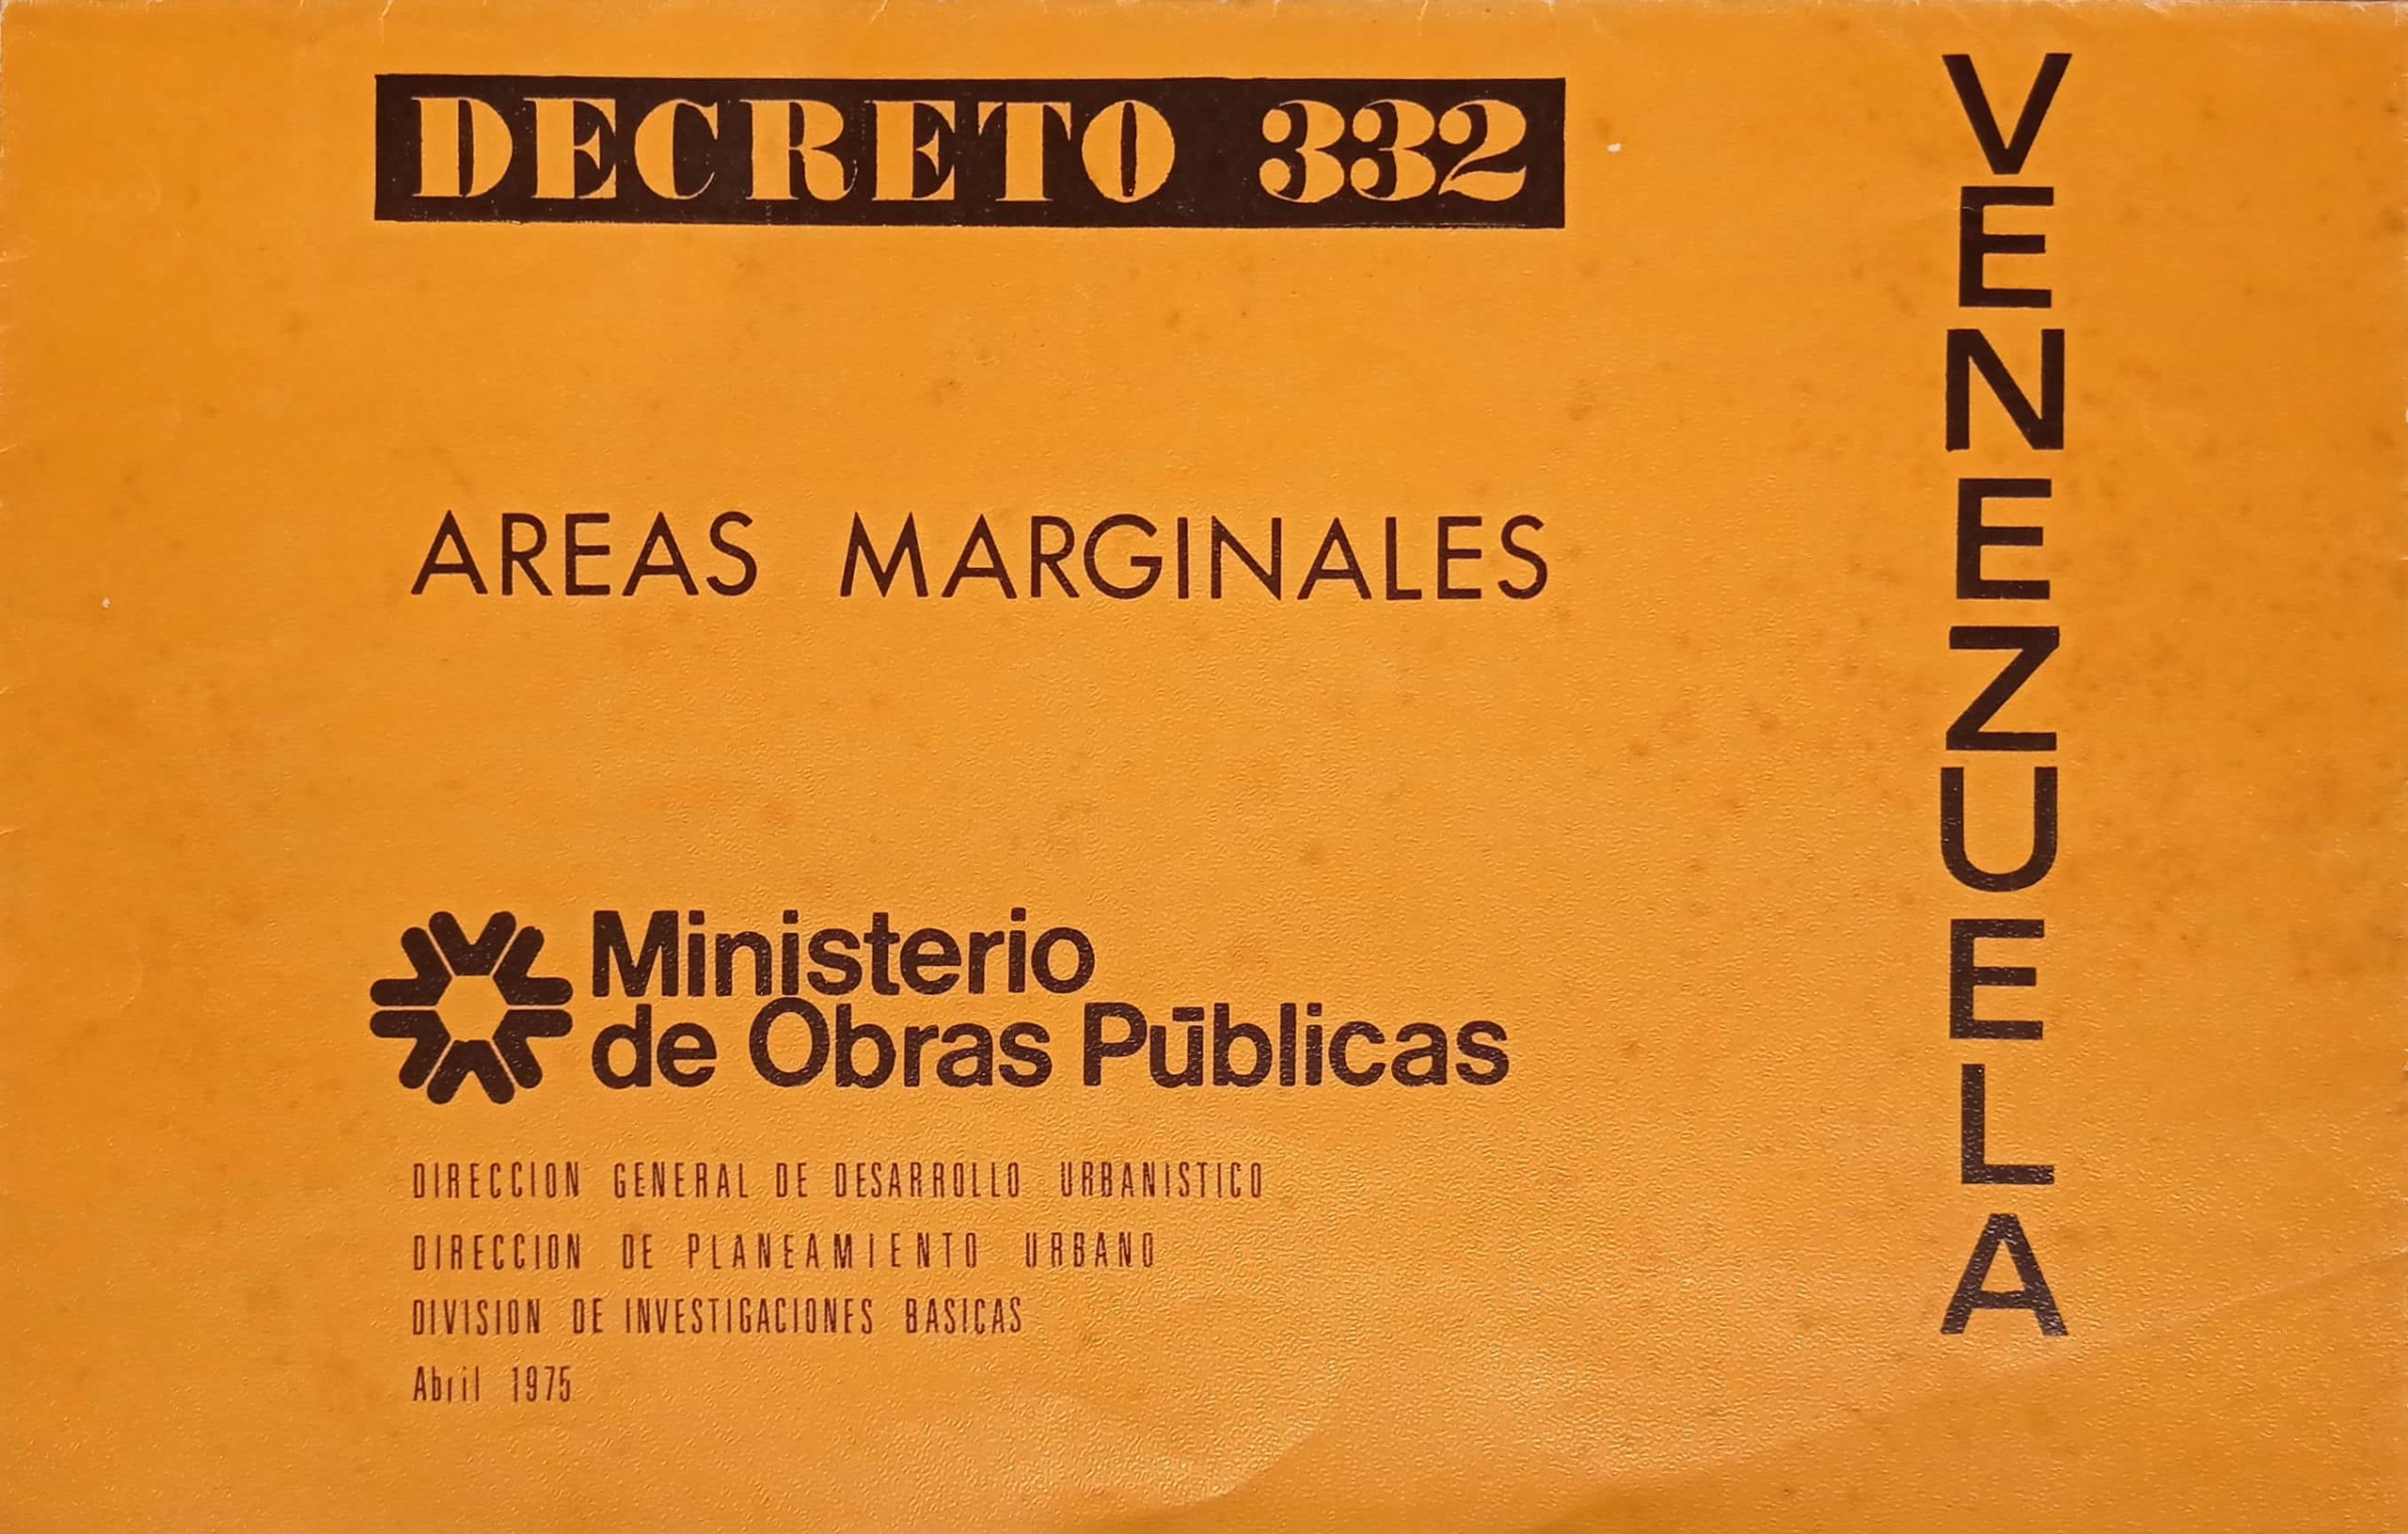 DECRETO 332
AREAS MARGINALES
Ministerio
de Obras Públicas
DIRECCION GENERAL DE DESARROLLO URBANISTICO
DIRECCION DE PLANEAMIENTO URBANO
DIVISION DE INVESTIGACIONES BASICAS
Abril 1975
VENEZUELA